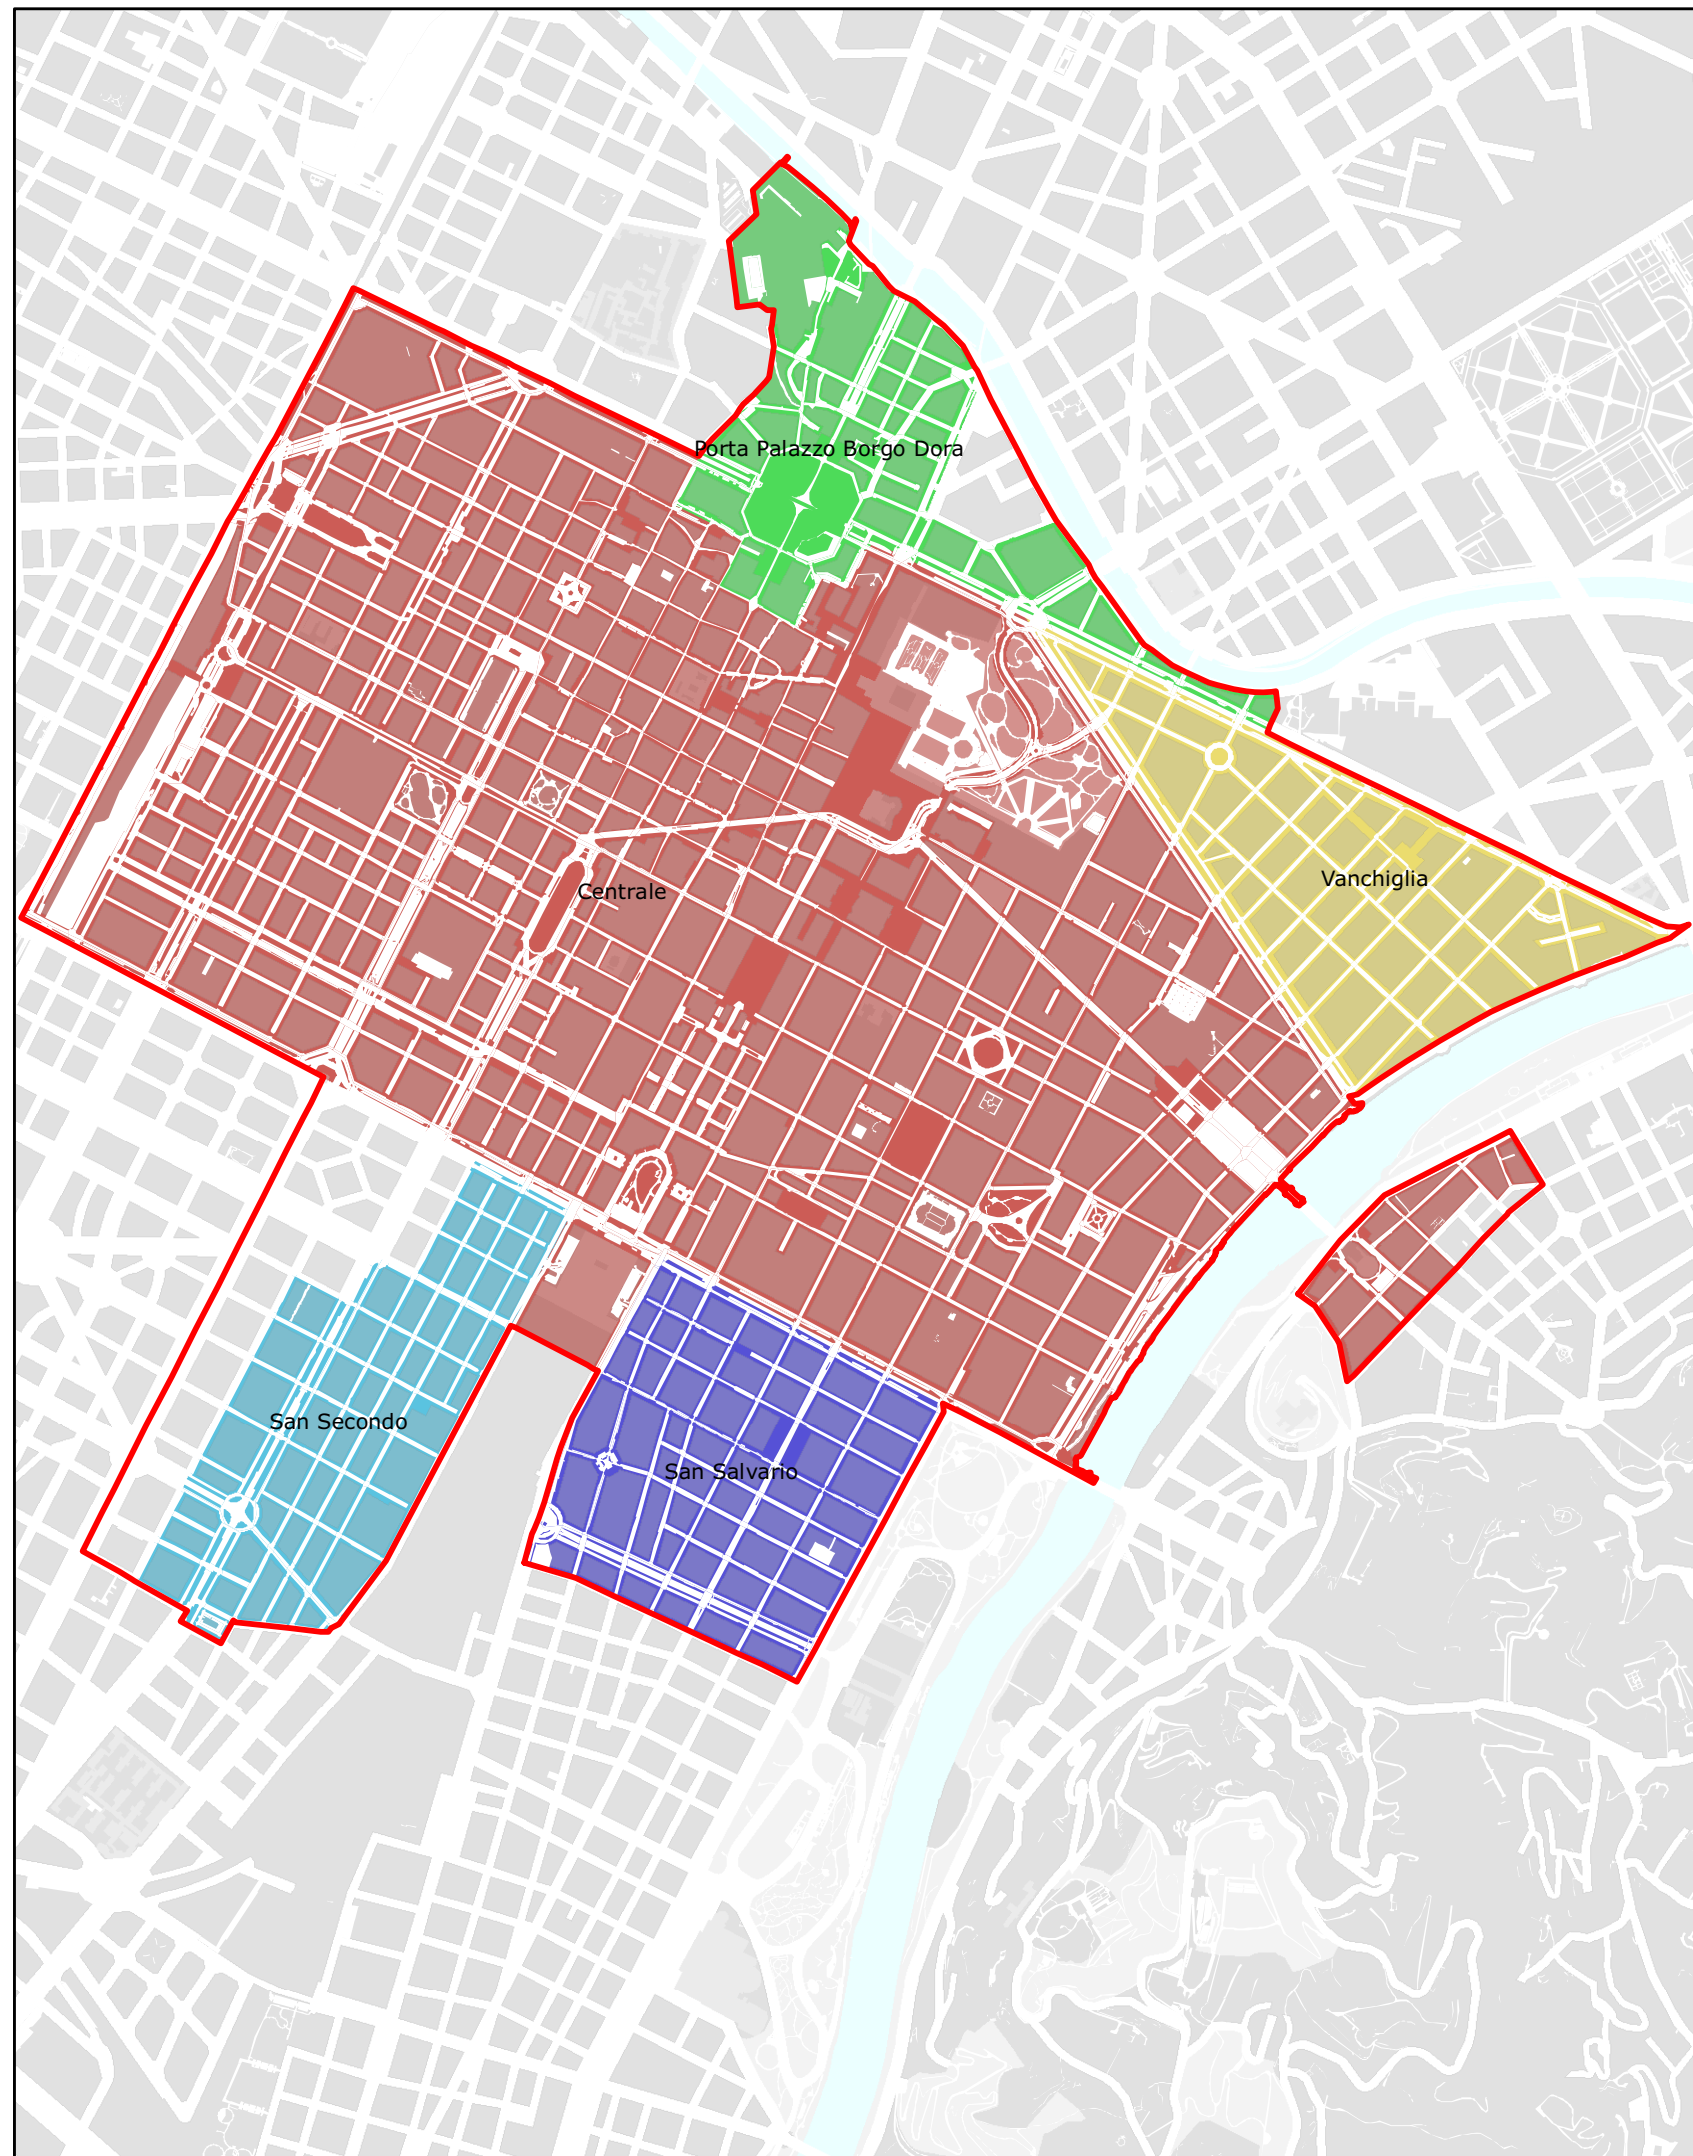 Porta Palazzo Borgo Dora
Vanchiglia
Centrale
San Secondo
San Salvario